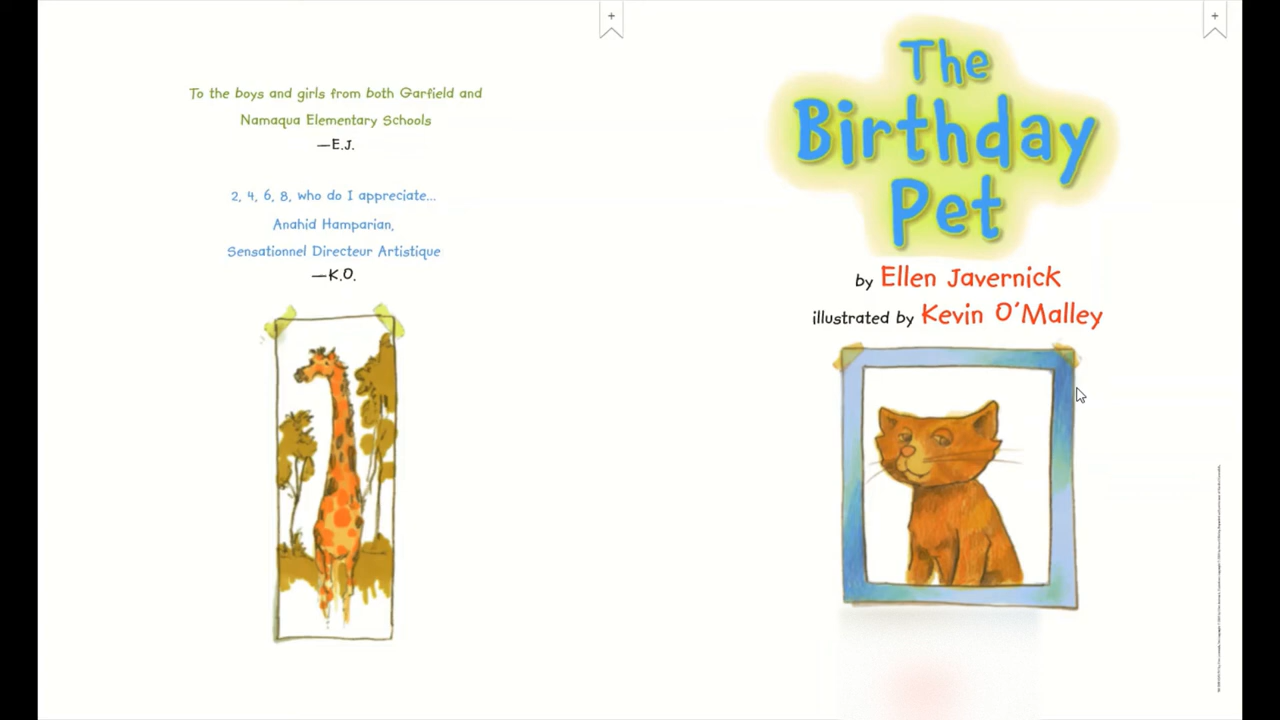 To the boys and girls from both Garfield and
Namaqua Elementary Schools
—E.J.
2, 4, 6, 8, who do I appreciate...
Anahid Hamparian,
Sensationnel Directeur Artistique
—K.O.
The
Birthday
Pet
by Ellen Javernick
illustrated by Kevin O'Malley